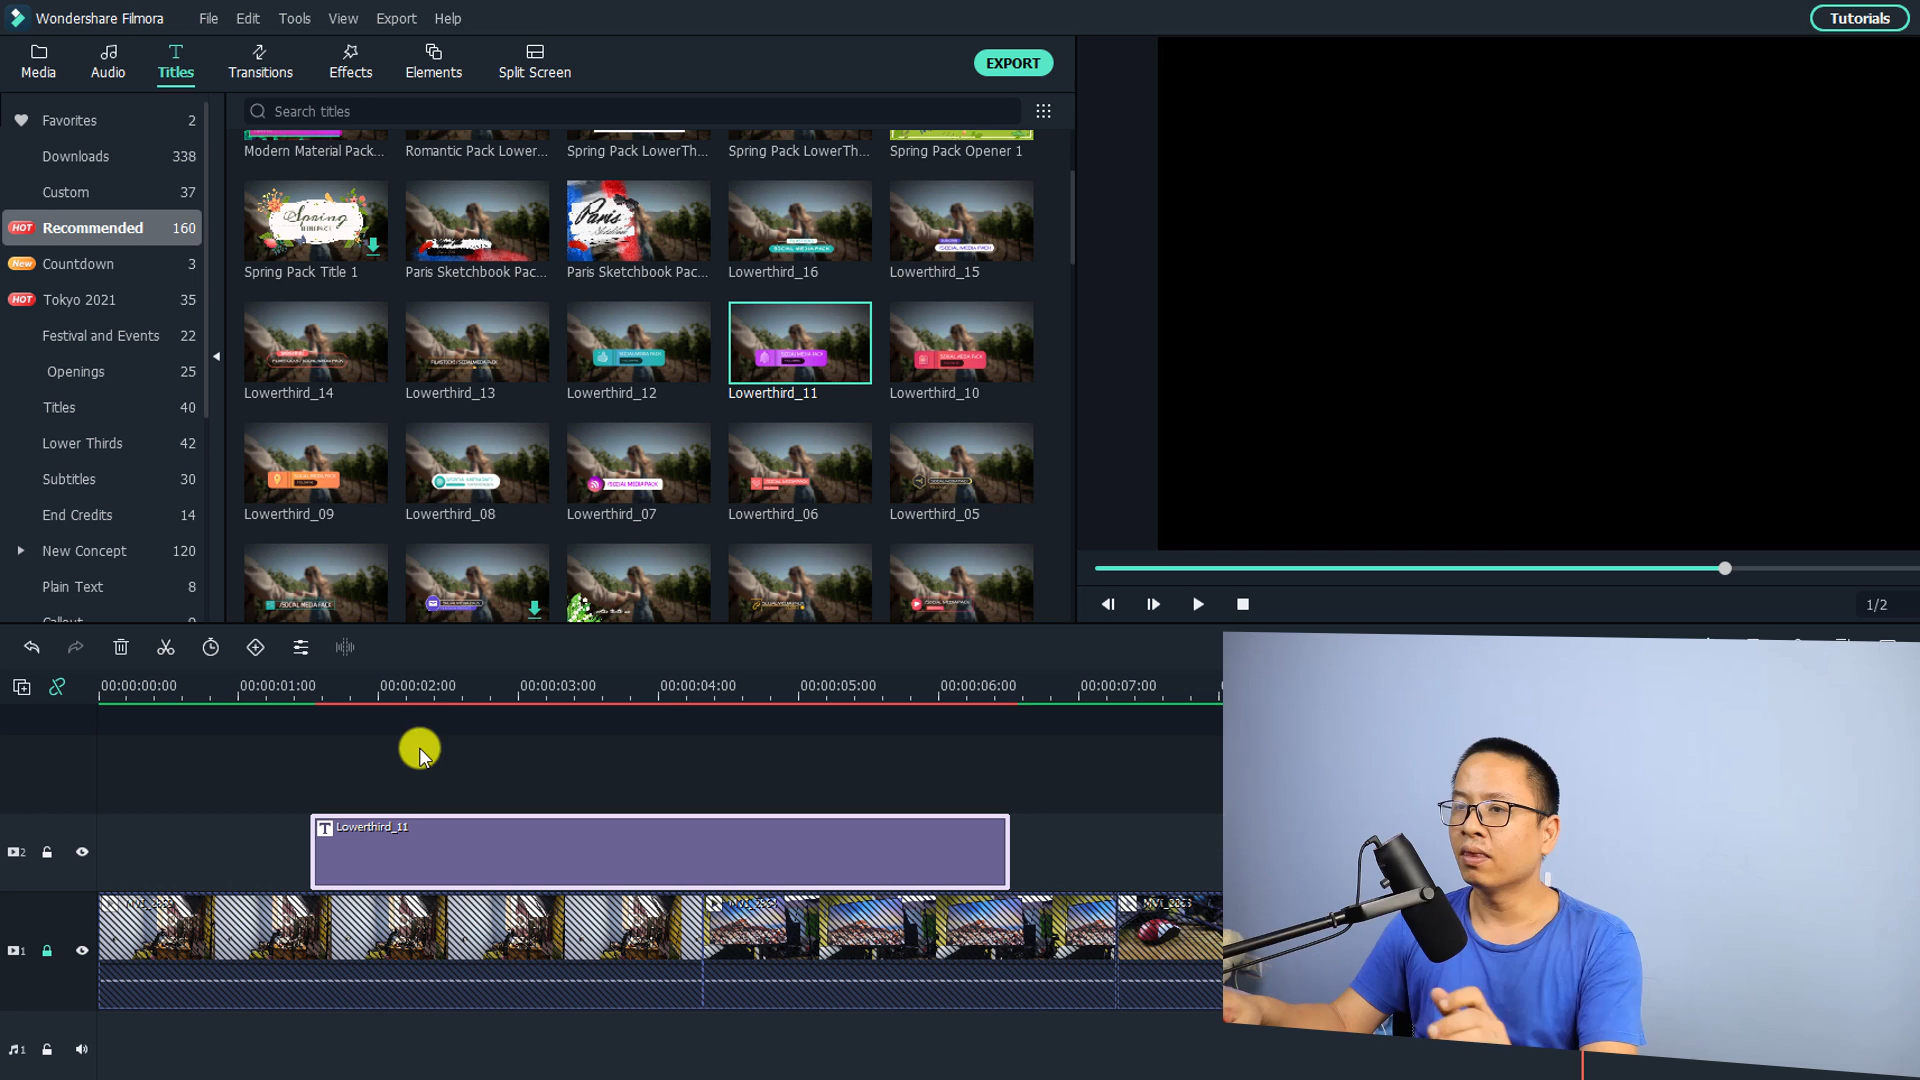 Wondershare Filmora File Edit Tools View Export Help Tutorials
Media Audio Titles Transitions Effects Elements Split Screen EXPORT
Search titles
Favorites 2
Downloads 338
Custom 37
HOT Recommended 160
New Countdown 3
HOT Tokyo 2021 35
Festival and Events 22
Openings 25
Titles 40
Lower Thirds 42
Subtitles 30
End Credits 14
New Concept 120
Plain Text 8
Modern Material Pack... Romantic Pack Lower... Spring Pack LowerTh... Spring Pack LowerTh... Spring Pack Opener 1
Spring
Paris
Spring Pack Title 1 Paris Sketchbook Pac... Paris Sketchbook Pac... Lowerthird_16 Lowerthird_15
Lowerthird_14 Lowerthird_13 Lowerthird_12 Lowerthird_11 Lowerthird_10
Lowerthird_09 Lowerthird_08 Lowerthird_07 Lowerthird_06 Lowerthird_05
1/2
00:00:00:00 00:00:01:00 00:00:02:00 00:00:03:00 00:00:04:00 00:00:05:00 00:00:06:00 00:00:07:00
T Lowerthird_11
2
1
1